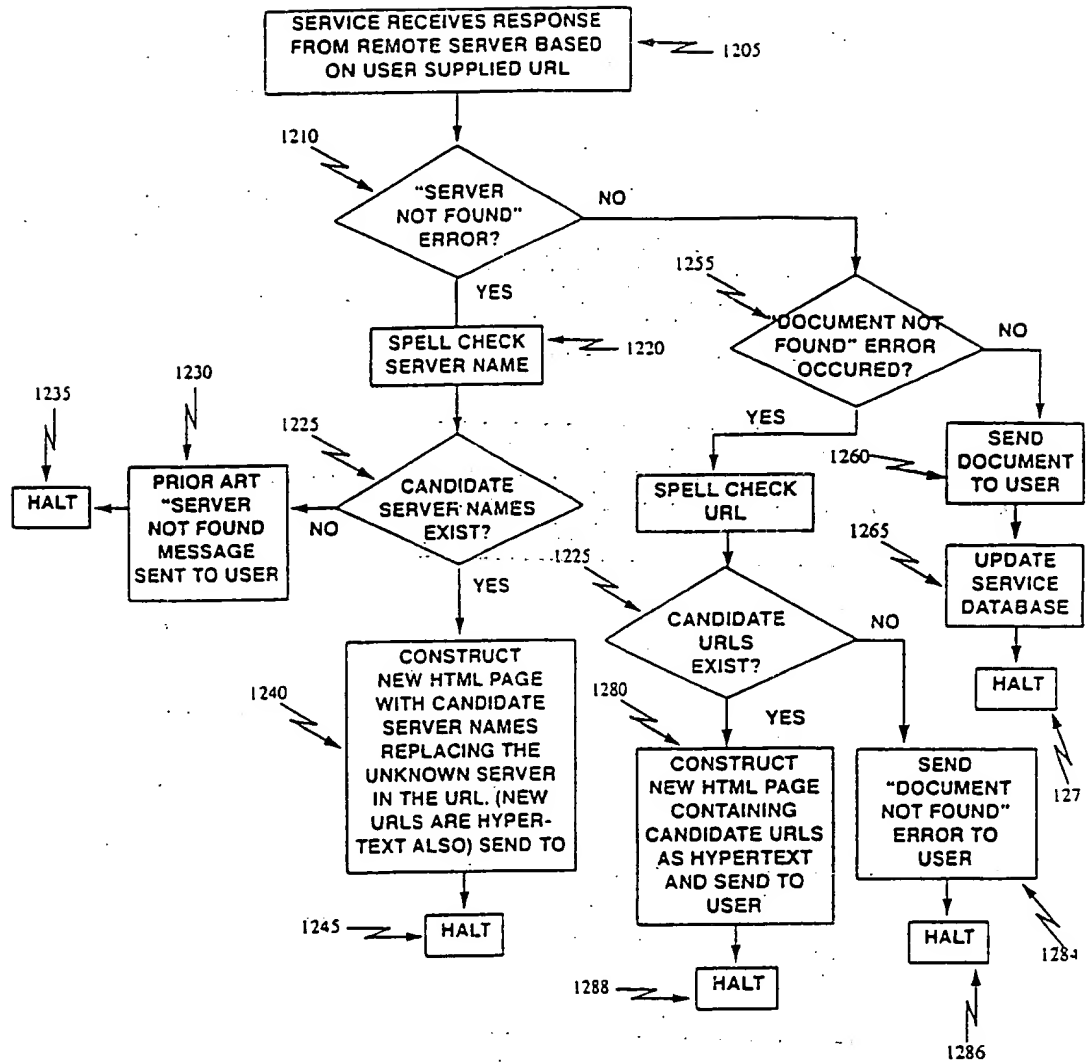 SERVICE RECEIVES RESPONSE
FROM REMOTE SERVER BASED
ON USER SUPPLIED URL
1205
1210
"SERVER
NOT FOUND"
ERROR?
NO
YES
1255
"DOCUMENT NOT
FOUND" ERROR
OCCURED?
NO
YES
SPELL CHECK
SERVER NAME
1220
1235
1230
1225
HALT
PRIOR ART
"SERVER
NOT FOUND
MESSAGE
SENT TO USER
NO
CANDIDATE
SERVER NAMES
EXIST?
YES
SPELL CHECK
URL
1260
SEND
DOCUMENT
TO USER
1265
UPDATE
SERVICE
DATABASE
HALT
127
1225
CANDIDATE
URLS
EXIST?
NO
YES
1240
CONSTRUCT
NEW HTML PAGE
WITH CANDIDATE
SERVER NAMES
REPLACING THE
UNKNOWN SERVER
IN THE URL. (NEW
URLS ARE HYPER-
TEXT ALSO) SEND TO
1245
HALT
1280
CONSTRUCT
NEW HTML PAGE
CONTAINING
CANDIDATE URLS
AS HYPERTEXT
AND SEND TO
USER
1288
HALT
SEND
"DOCUMENT
NOT FOUND"
ERROR TO
USER
1284
HALT
1286